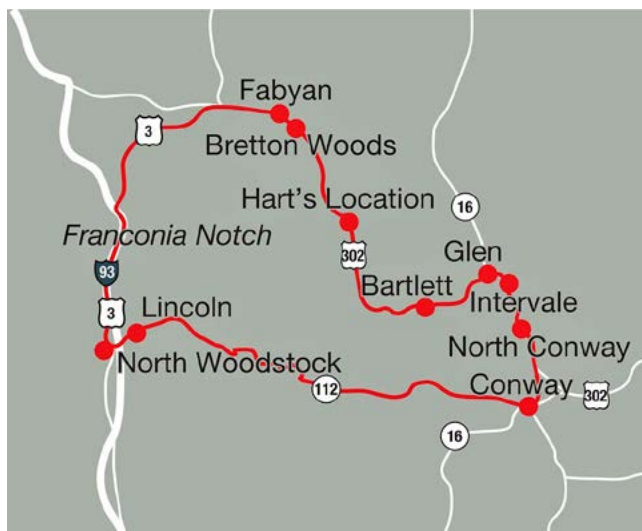 Fabyan
3
Bretton Woods
Hart's Location
16
Franconia Notch
302
Glen
93
Bartlett
Intervale
3
Lincoln
North Conway
North Woodstock
Conway
112
302
16